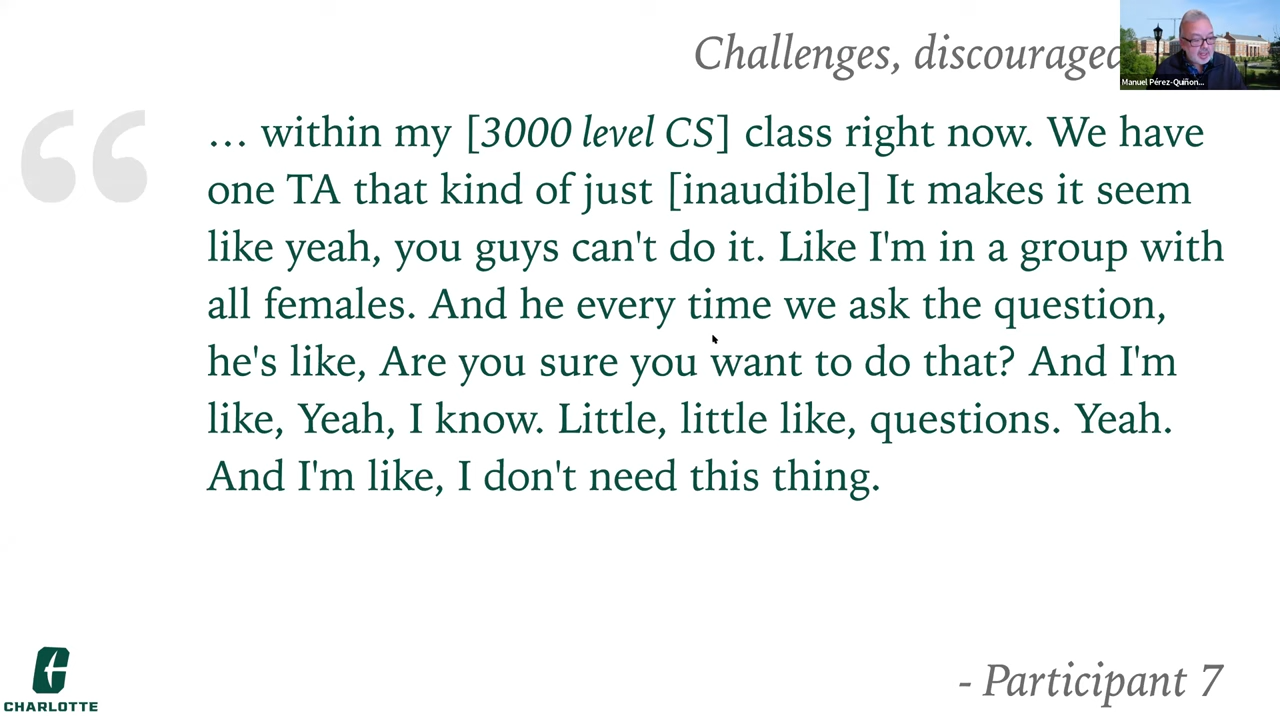 Challenges, discouraged
Manuel Pérez-Quiñon...
“
… within my [3000 level CS] class right now. We have
one TA that kind of just [inaudible] It makes it seem
like yeah, you guys can't do it. Like I'm in a group with
all females. And he every time we ask the question,
he's like, Are you sure you want to do that? And I'm
like, Yeah, I know. Little, little like, questions. Yeah.
And I'm like, I don't need this thing.
- Participant 7
CHARLOTTE